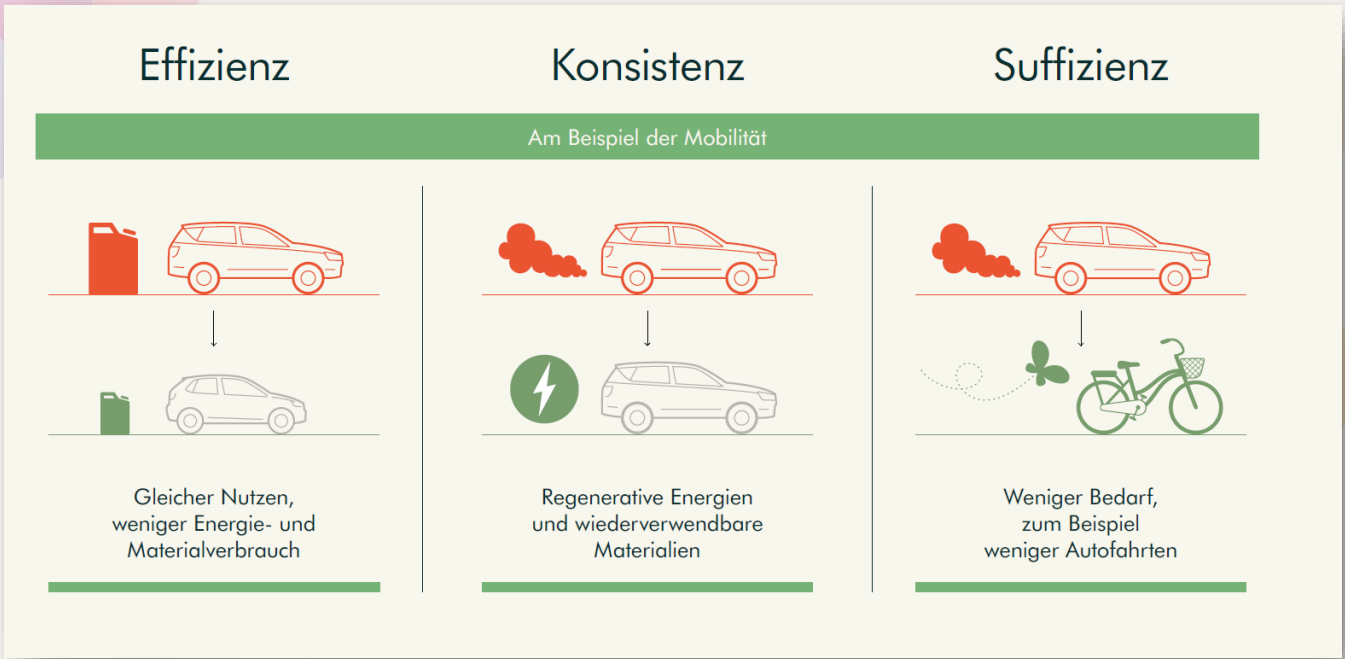 Effizienz
Konsistenz
Suffizienz
Am Beispiel der Mobilität
Gleicher Nutzen,
weniger Energie- und
Materialverbrauch
Regenerative Energien
und wiederverwendbare
Materialien
Weniger Bedarf,
zum Beispiel
weniger Autofahrten